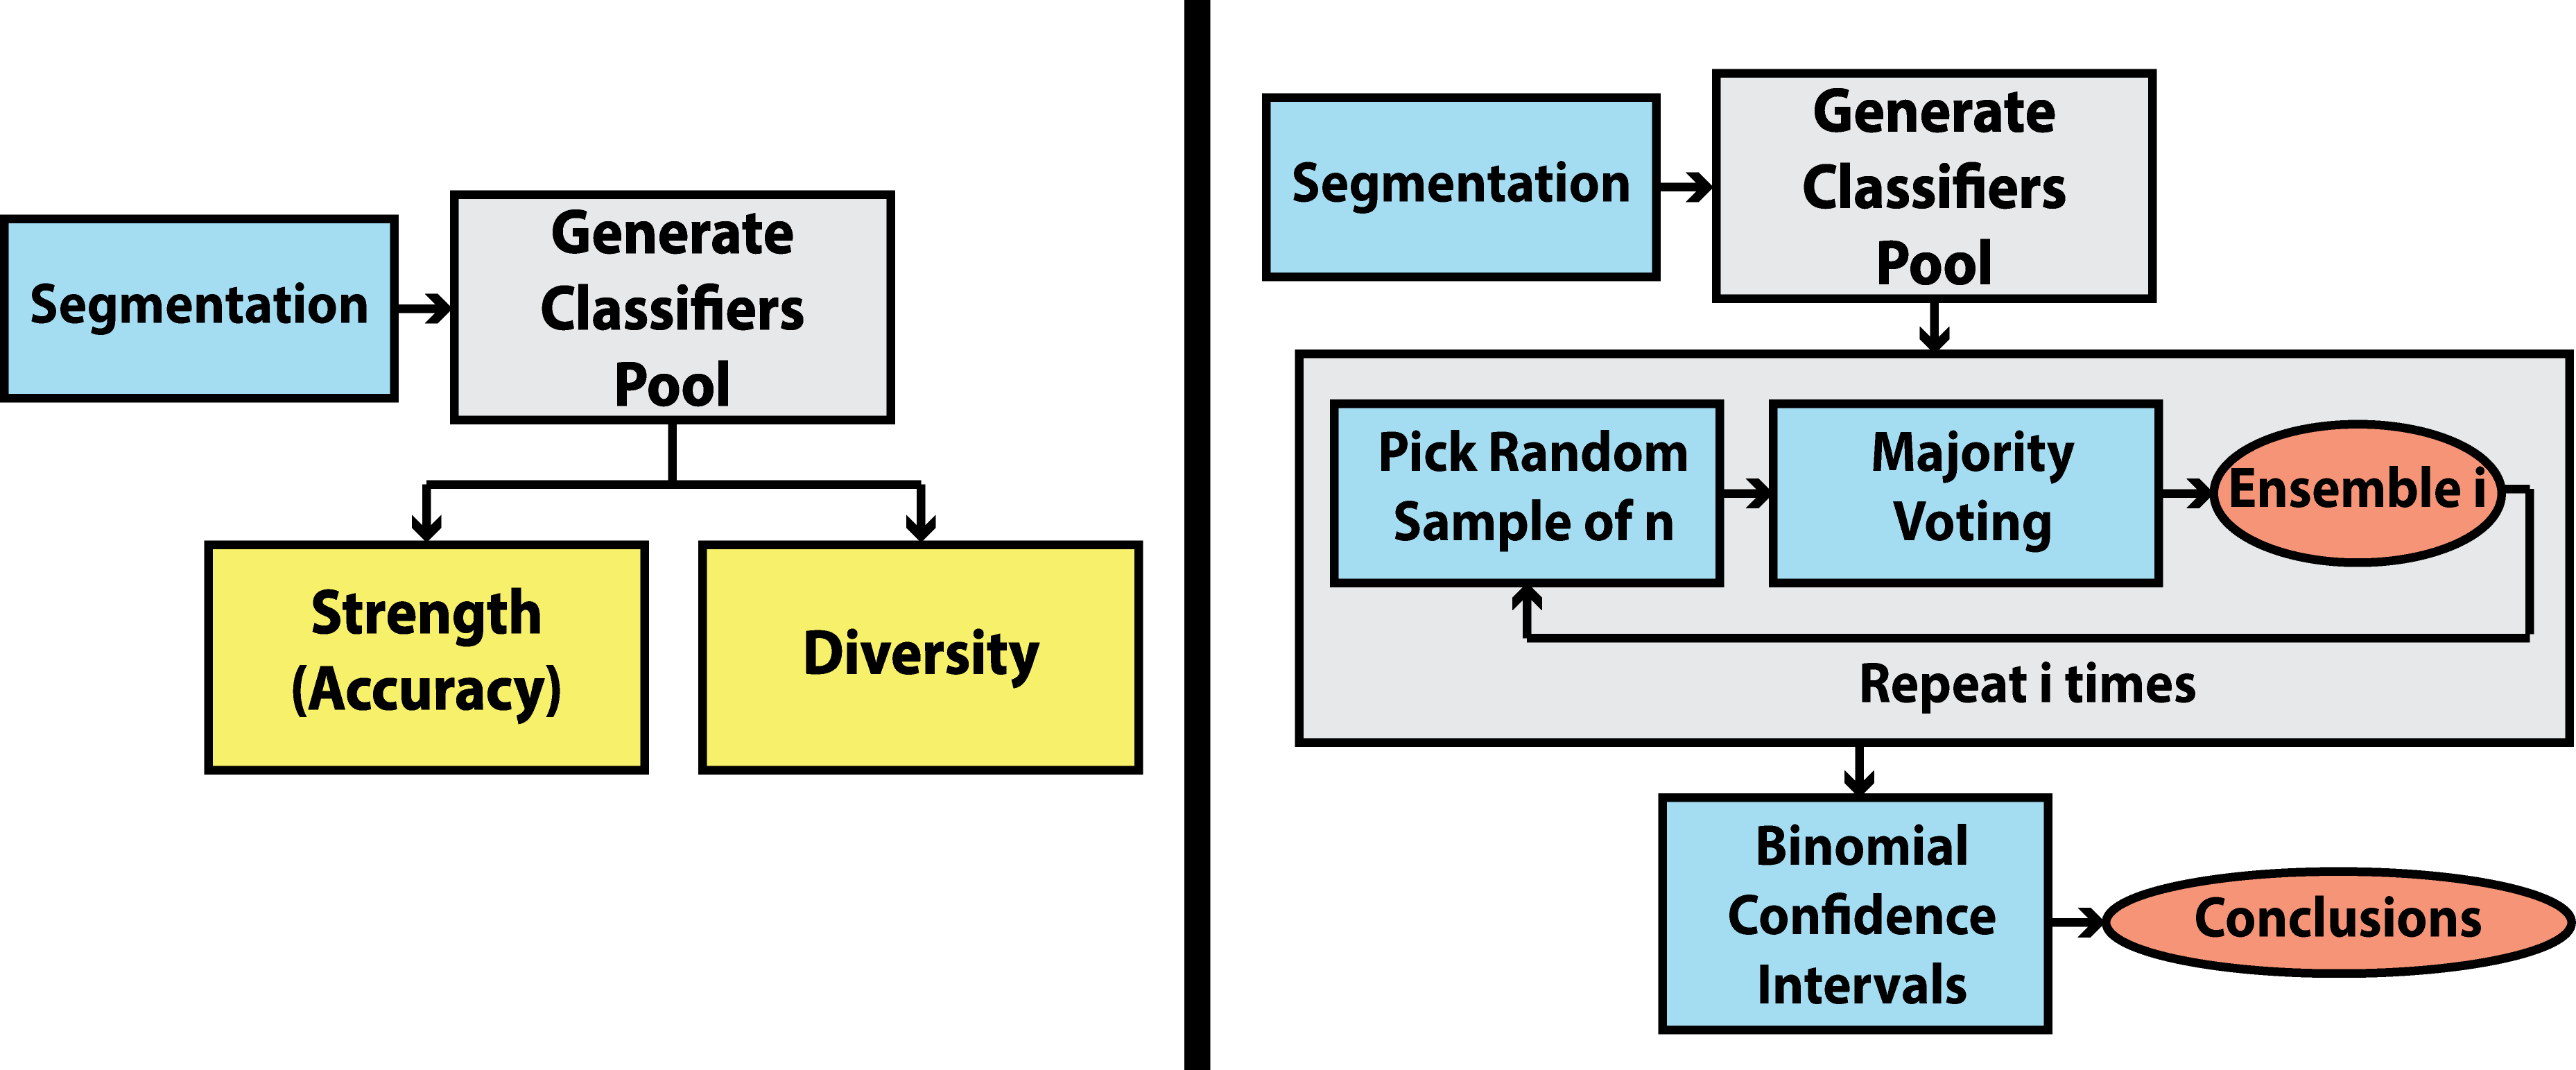 Segmentation
Generate
Classifiers
Pool
Strength
(Accuracy)
Diversity
Segmentation
Generate
Classifiers
Pool
Pick Random
Sample of n
Majority
Voting
Ensemble i
Repeat i times
Binomial
Confidence
Intervals
Conclusions